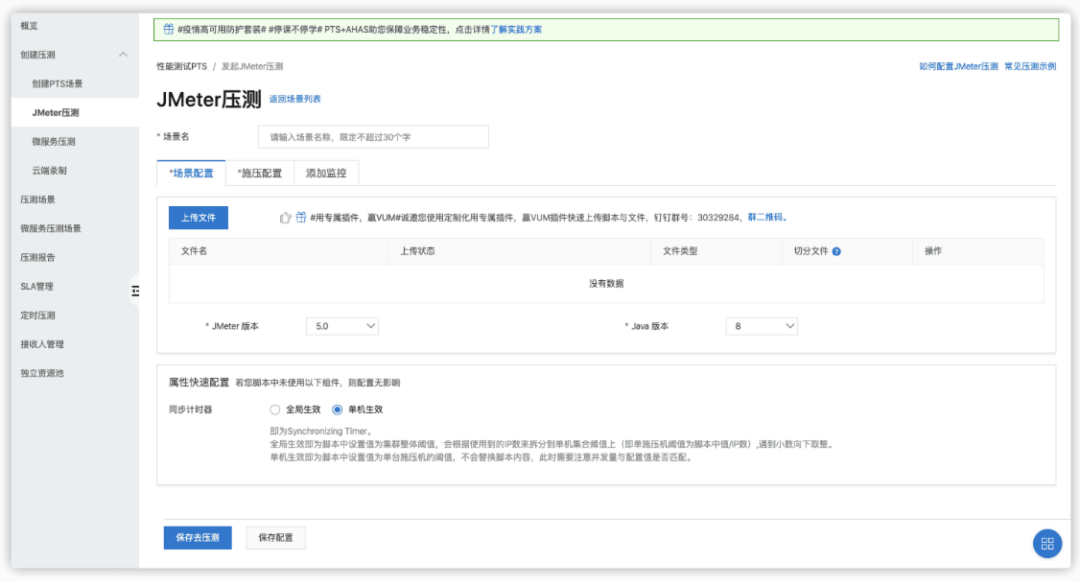 概览
创建压测
创建PTS场景
JMeter压测
微服务压测
云端录制
压测场景
微服务压测场景
压测报告
SLA管理
定时压测
接收人管理
独立资源池
#疫情高可用防护套装# #停课不停学# PTS+AHAS助您保障业务稳定性，点击详情了解实践方案
性能测试PTS / 发起JMeter压测
如何配置JMeter压测 常见压测示例
JMeter压测 返回场景列表
* 场景名 请输入场景名称，限定不超过30个字
*场景配置 *施压配置 添加监控
上传文件 #用专属插件，赢VUM#诚邀您使用定制化用专属插件，赢VUM插件快速上传脚本与文件，钉钉群号：30329284，群二维码。
文件名 上传状态 文件类型 切分文件 操作
没有数据
* JMeter 版本 5.0 * Java 版本 8
属性快速配置 若您脚本中未使用以下组件，则配置无影响
同步计时器 全局生效 单机生效
即为Synchronizing Timer。
全局生效即为脚本中设置值为集群整体阈值，会根据使用到的IP数来拆分到单机集合阈值上（即单施压机阈值为脚本中值/IP数）,遇到小数向下取整。
单机生效即为脚本中设置值为单台施压机的阈值，不会替换脚本内容，此时需要注意并发量与配置值是否匹配。
保存去压测 保存配置